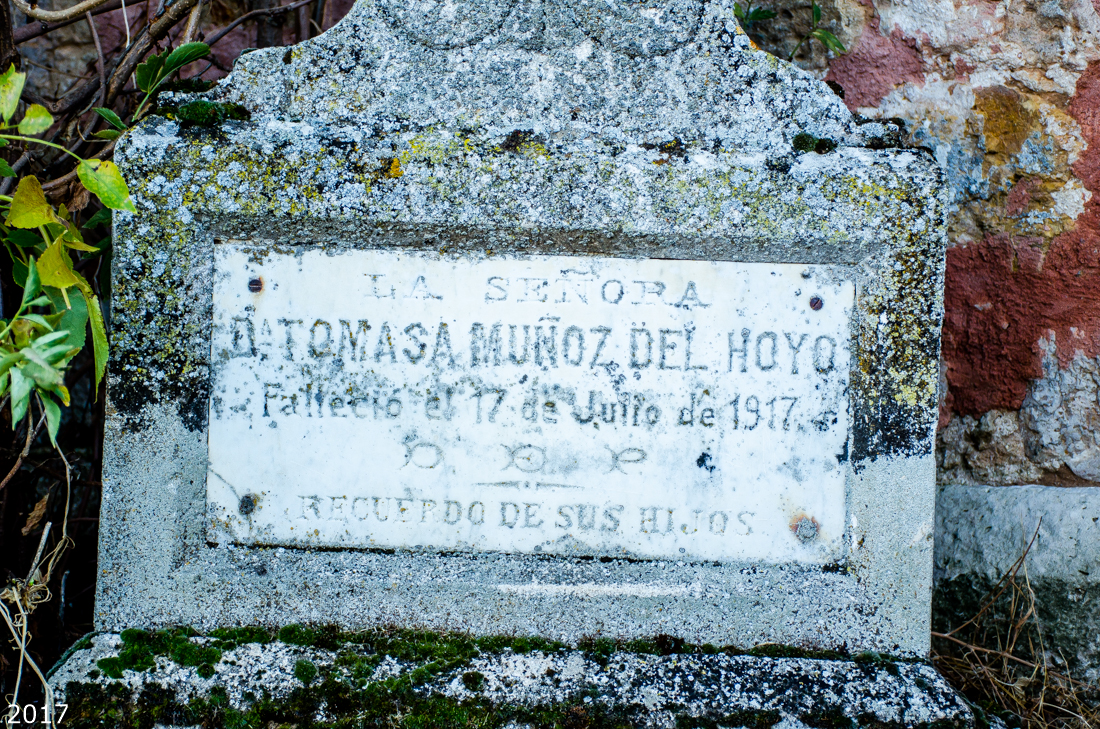 LA SEÑORA
Dª TOMASA MUÑOZ DEL HOYO
Falleció el 17 de Julio de 1917.
D. E. P.
RECUERDO DE SUS HIJOS
2017